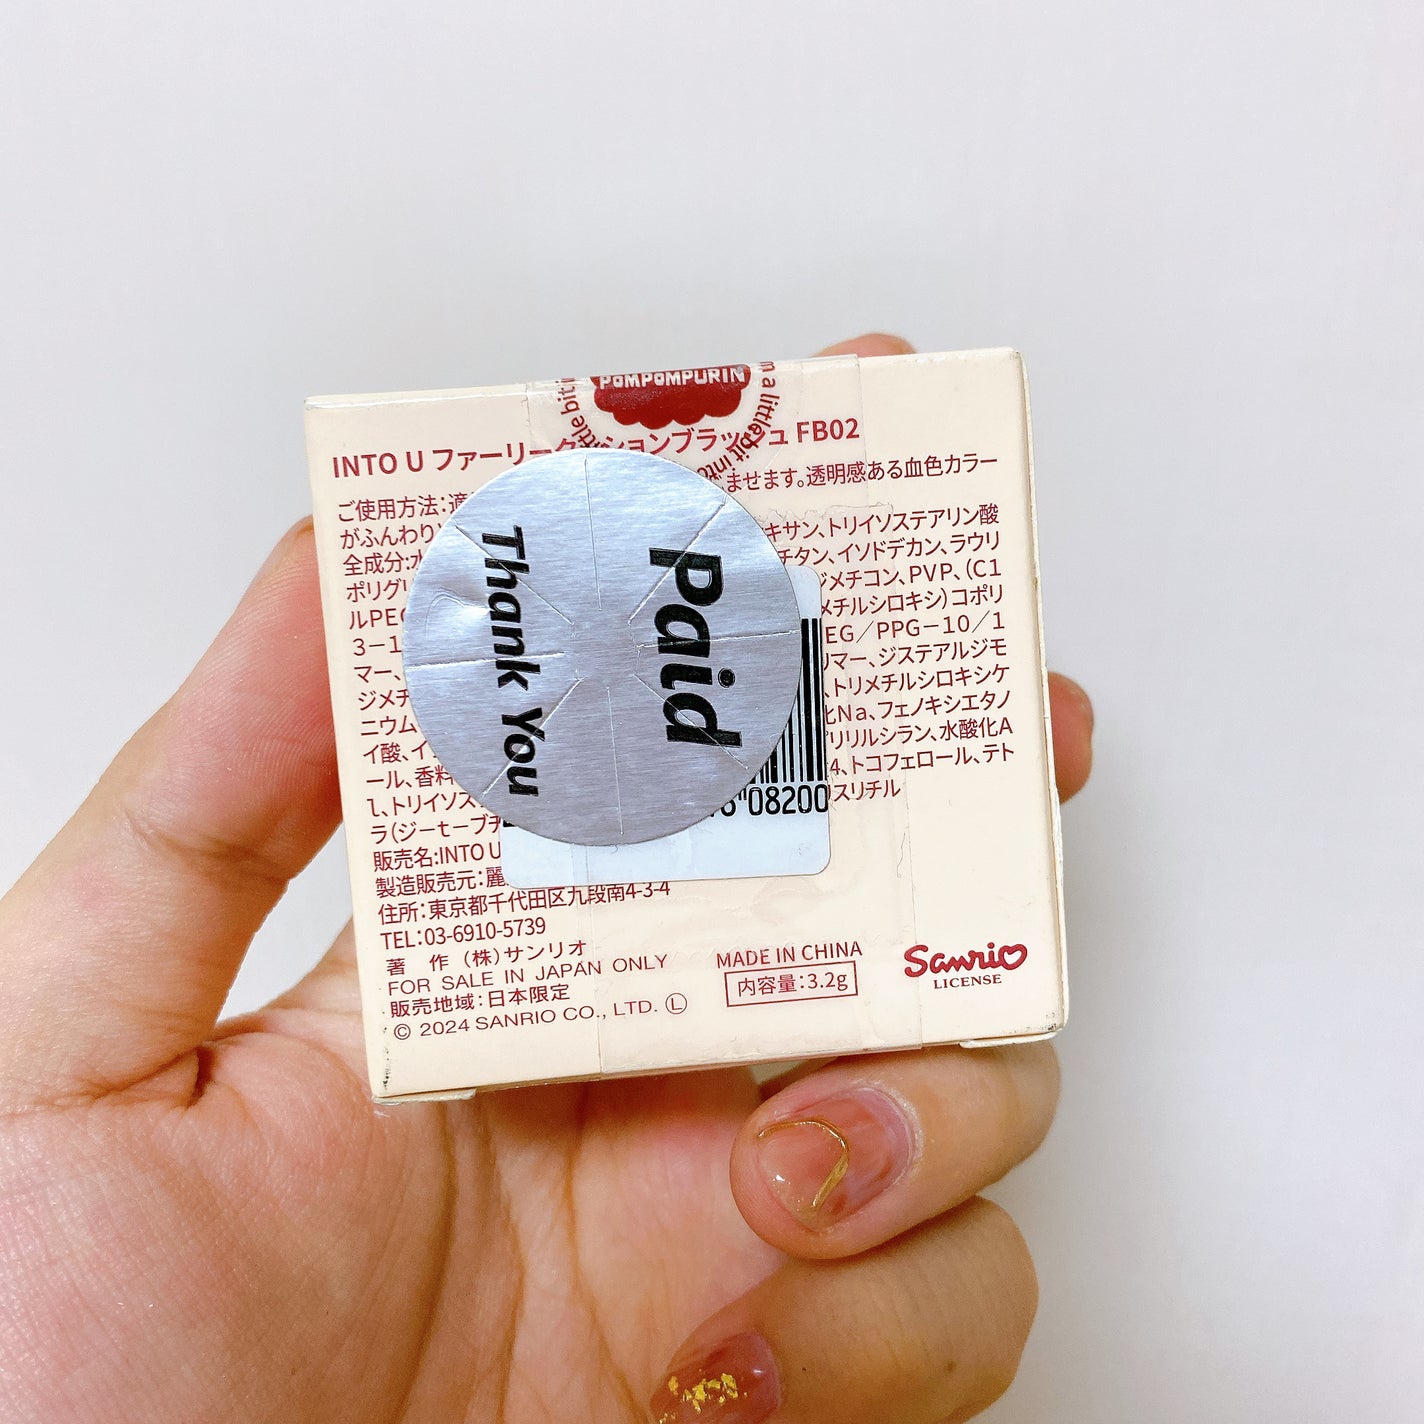 POMPOMPURIN
INTO U ファーリークッションブラッシュ FB02
ご使用方法:適
ませます。透明感ある血色カラー
がふんわり
キサン、トリイソステアリン酸
全成分:水
チタン、イソドデカン、ラウリ
ポリグリ
ジメチコン、PVP、(C1
ルPEG
メチルシロキシ)コポリ
3-1
EG/PPG-10/1
マー、
リマー、ジステアルジモ
ジメチ
、トリメチルシロキシケ
ニウム
化Na、フェノキシエタノ
イ酸、イ
リリルシラン、水酸化A
ール、香料
4、トコフェロール、テト
l、トリイソス
スリチル
ラ(ジーtーブチ
Paid
Thank You
08200
販売名:INTO U
製造販売元:麗
住所:東京都千代田区九段南4-3-4
TEL:03-6910-5739
著 作 (株)サンリオ
FOR SALE IN JAPAN ONLY
販売地域:日本限定
© 2024 SANRIO CO., LTD. Ⓛ
MADE IN CHINA
内容量:3.2g
Sanrio
LICENSE